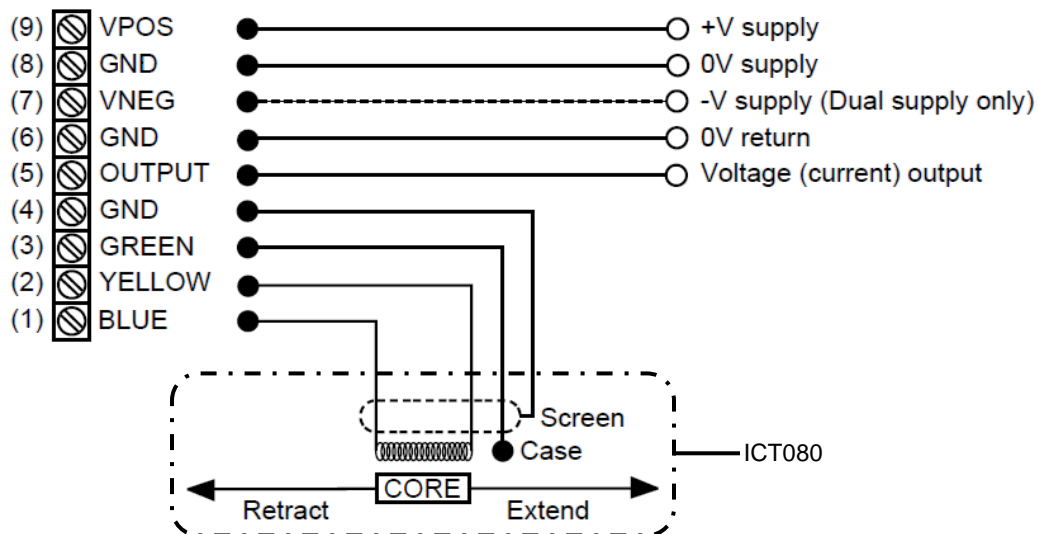 (9) VPOS +V supply
(8) GND 0V supply
(7) VNEG -V supply (Dual supply only)
(6) GND 0V return
(5) OUTPUT Voltage (current) output
(4) GND
(3) GREEN
(2) YELLOW
(1) BLUE
Screen
Case
ICT080
CORE
Retract Extend